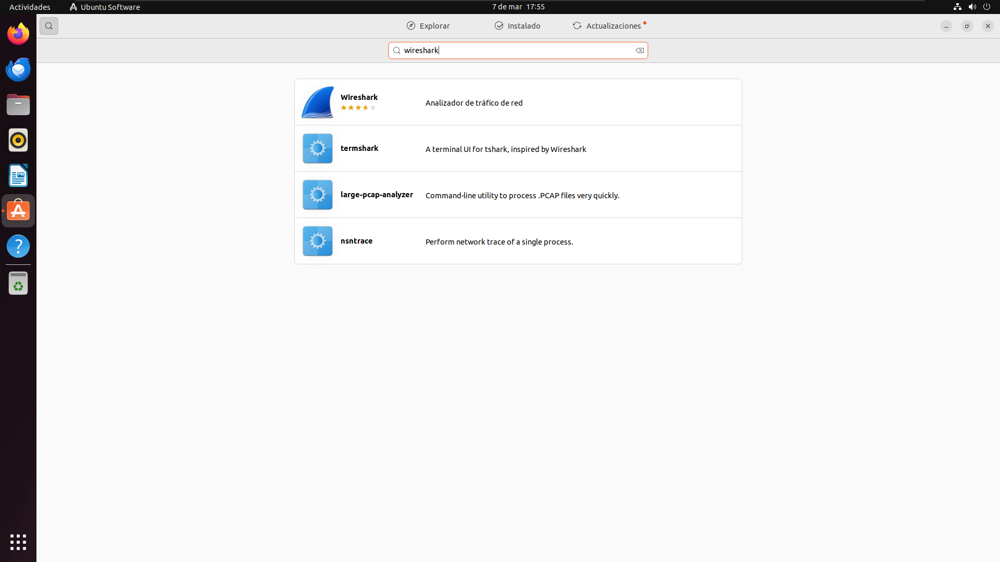 Actividades
Ubuntu Software
7 de mar 17:55
Explorar
Instalado
Actualizaciones
wireshark
Wireshark
Analizador de tráfico de red
termshark
A terminal UI for tshark, inspired by Wireshark
large-pcap-analyzer
Command-line utility to process .PCAP files very quickly.
nsntrace
Perform network trace of a single process.